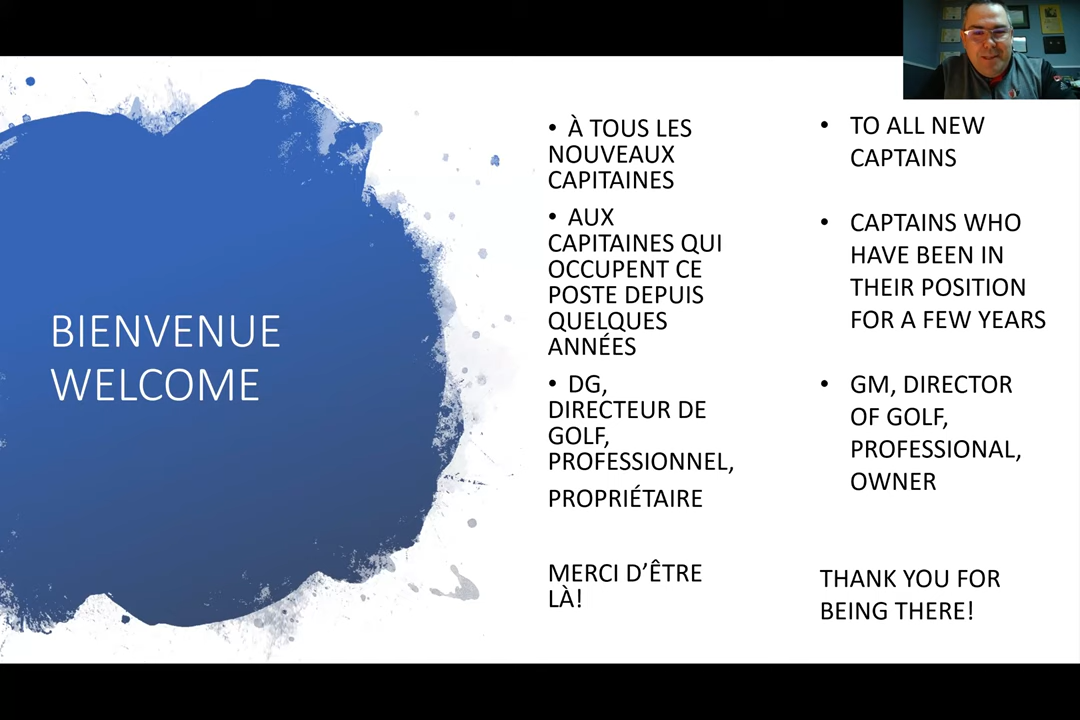 BIENVENUE
WELCOME
• À TOUS LES
NOUVEAUX
CAPITAINES
• AUX
CAPITAINES QUI
OCCUPENT CE
POSTE DEPUIS
QUELQUES
ANNÉES
• DG,
DIRECTEUR DE
GOLF,
PROFESSIONNEL,
PROPRIÉTAIRE
MERCI D’ÊTRE
LÀ!
• TO ALL NEW
CAPTAINS
• CAPTAINS WHO
HAVE BEEN IN
THEIR POSITION
FOR A FEW YEARS
• GM, DIRECTOR
OF GOLF,
PROFESSIONAL,
OWNER
THANK YOU FOR
BEING THERE!